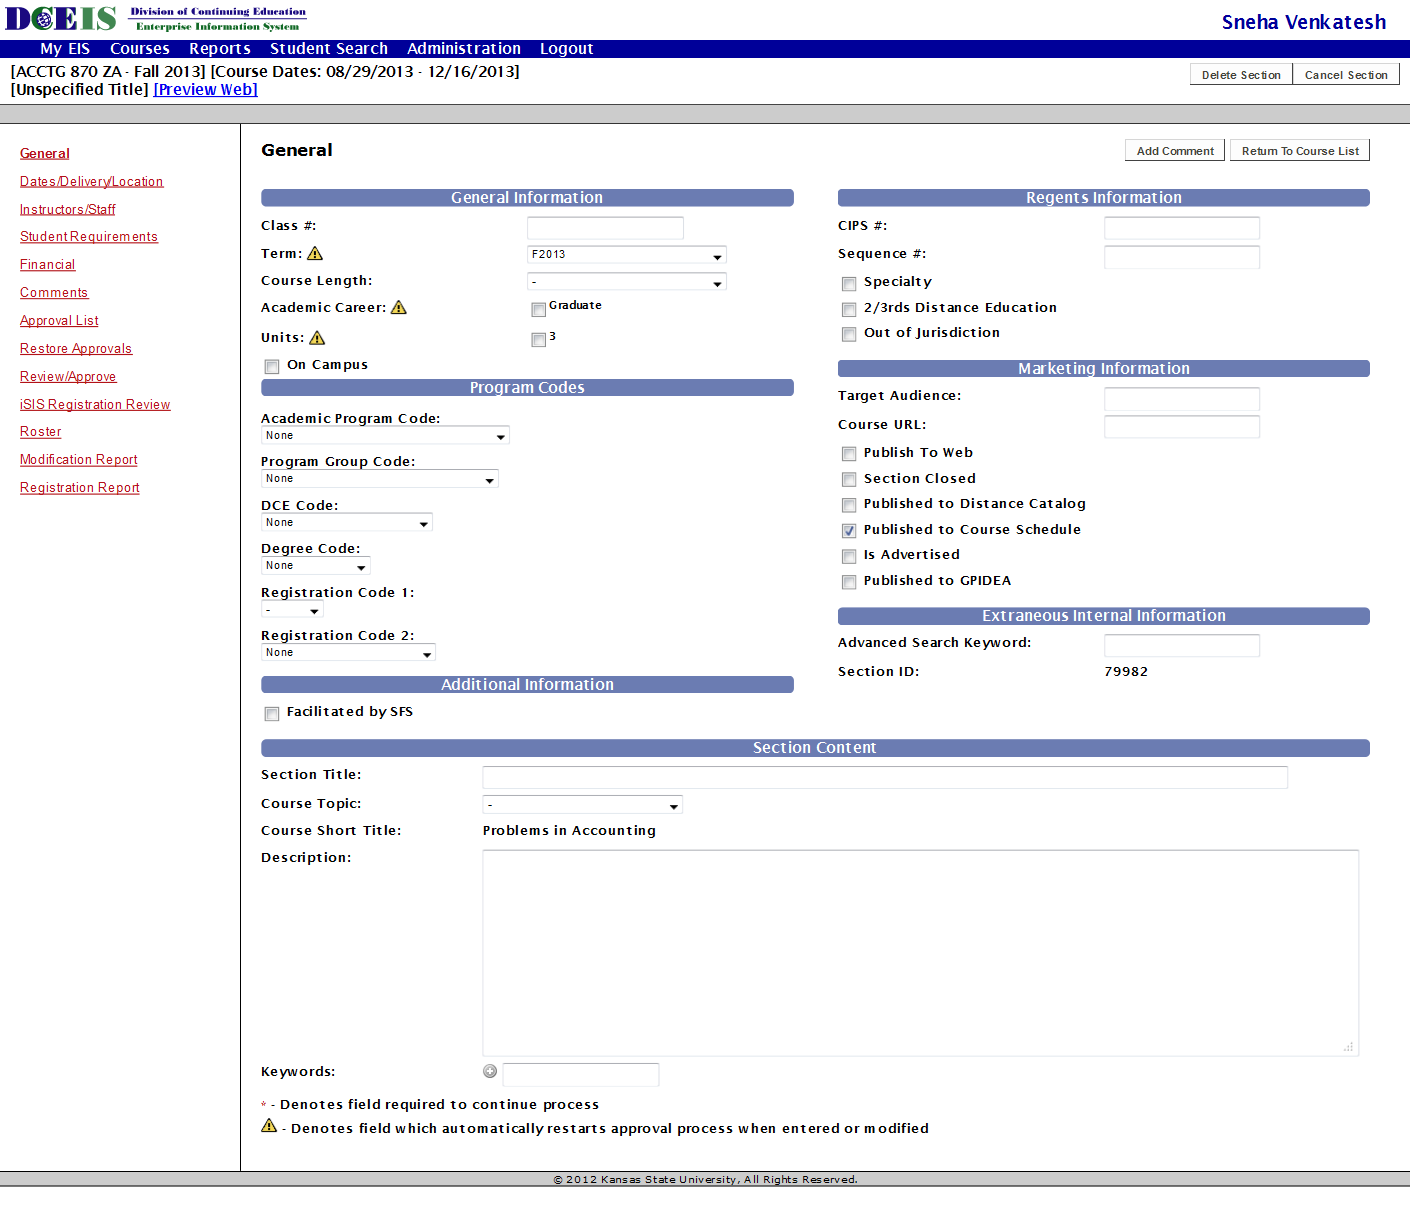 DCEIS Division of Continuing Education
Enterprise Information System
Sneha Venkatesh
My EIS Courses Reports Student Search Administration Logout
[ACCTG 870 ZA - Fall 2013] [Course Dates: 08/29/2013 - 12/16/2013]
[Unspecified Title] [Preview Web]
Delete Section Cancel Section
General
Dates/Delivery/Location
Instructors/Staff
Student Requirements
Financial
Comments
Approval List
Restore Approvals
Review/Approve
iSIS Registration Review
Roster
Modification Report
Registration Report
General
Add Comment Return To Course List
General Information
Class #:
Term: F2013
Course Length: -
Academic Career: Graduate
Units: 3
On Campus
Program Codes
Academic Program Code:
None
Program Group Code:
None
DCE Code:
None
Degree Code:
None
Registration Code 1:
-
Registration Code 2:
None
Additional Information
Facilitated by SFS
Regents Information
CIPS #:
Sequence #:
Specialty
2/3rds Distance Education
Out of Jurisdiction
Marketing Information
Target Audience:
Course URL:
Publish To Web
Section Closed
Published to Distance Catalog
Published to Course Schedule
Is Advertised
Published to GPIDEA
Extraneous Internal Information
Advanced Search Keyword:
Section ID: 79982
Section Content
Section Title:
Course Topic: -
Course Short Title: Problems in Accounting
Description:
Keywords:
* - Denotes field required to continue process
- Denotes field which automatically restarts approval process when entered or modified
© 2012 Kansas State University, All Rights Reserved.